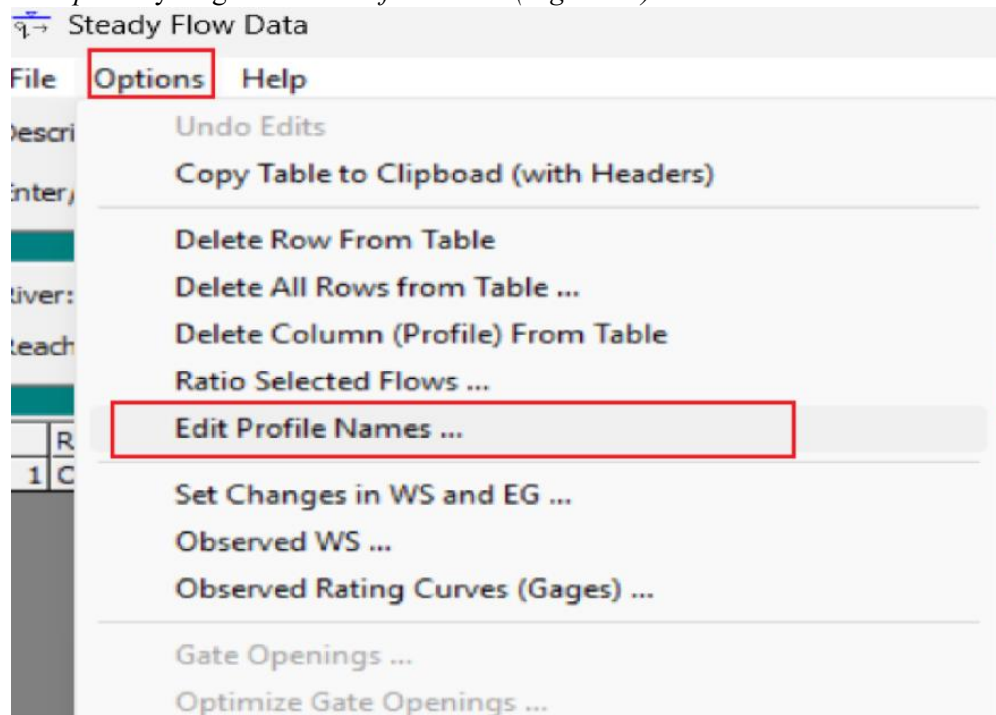 Steady Flow Data
File Options Help
Undo Edits
Copy Table to Clipboad (with Headers)
Delete Row From Table
River:
Delete All Rows from Table ...
Delete Column (Profile) From Table
Ratio Selected Flows ...
Edit Profile Names ...
R
1 C
Set Changes in WS and EG ...
Observed WS ...
Observed Rating Curves (Gages) ...
Gate Openings ...
Optimize Gate Openings ...